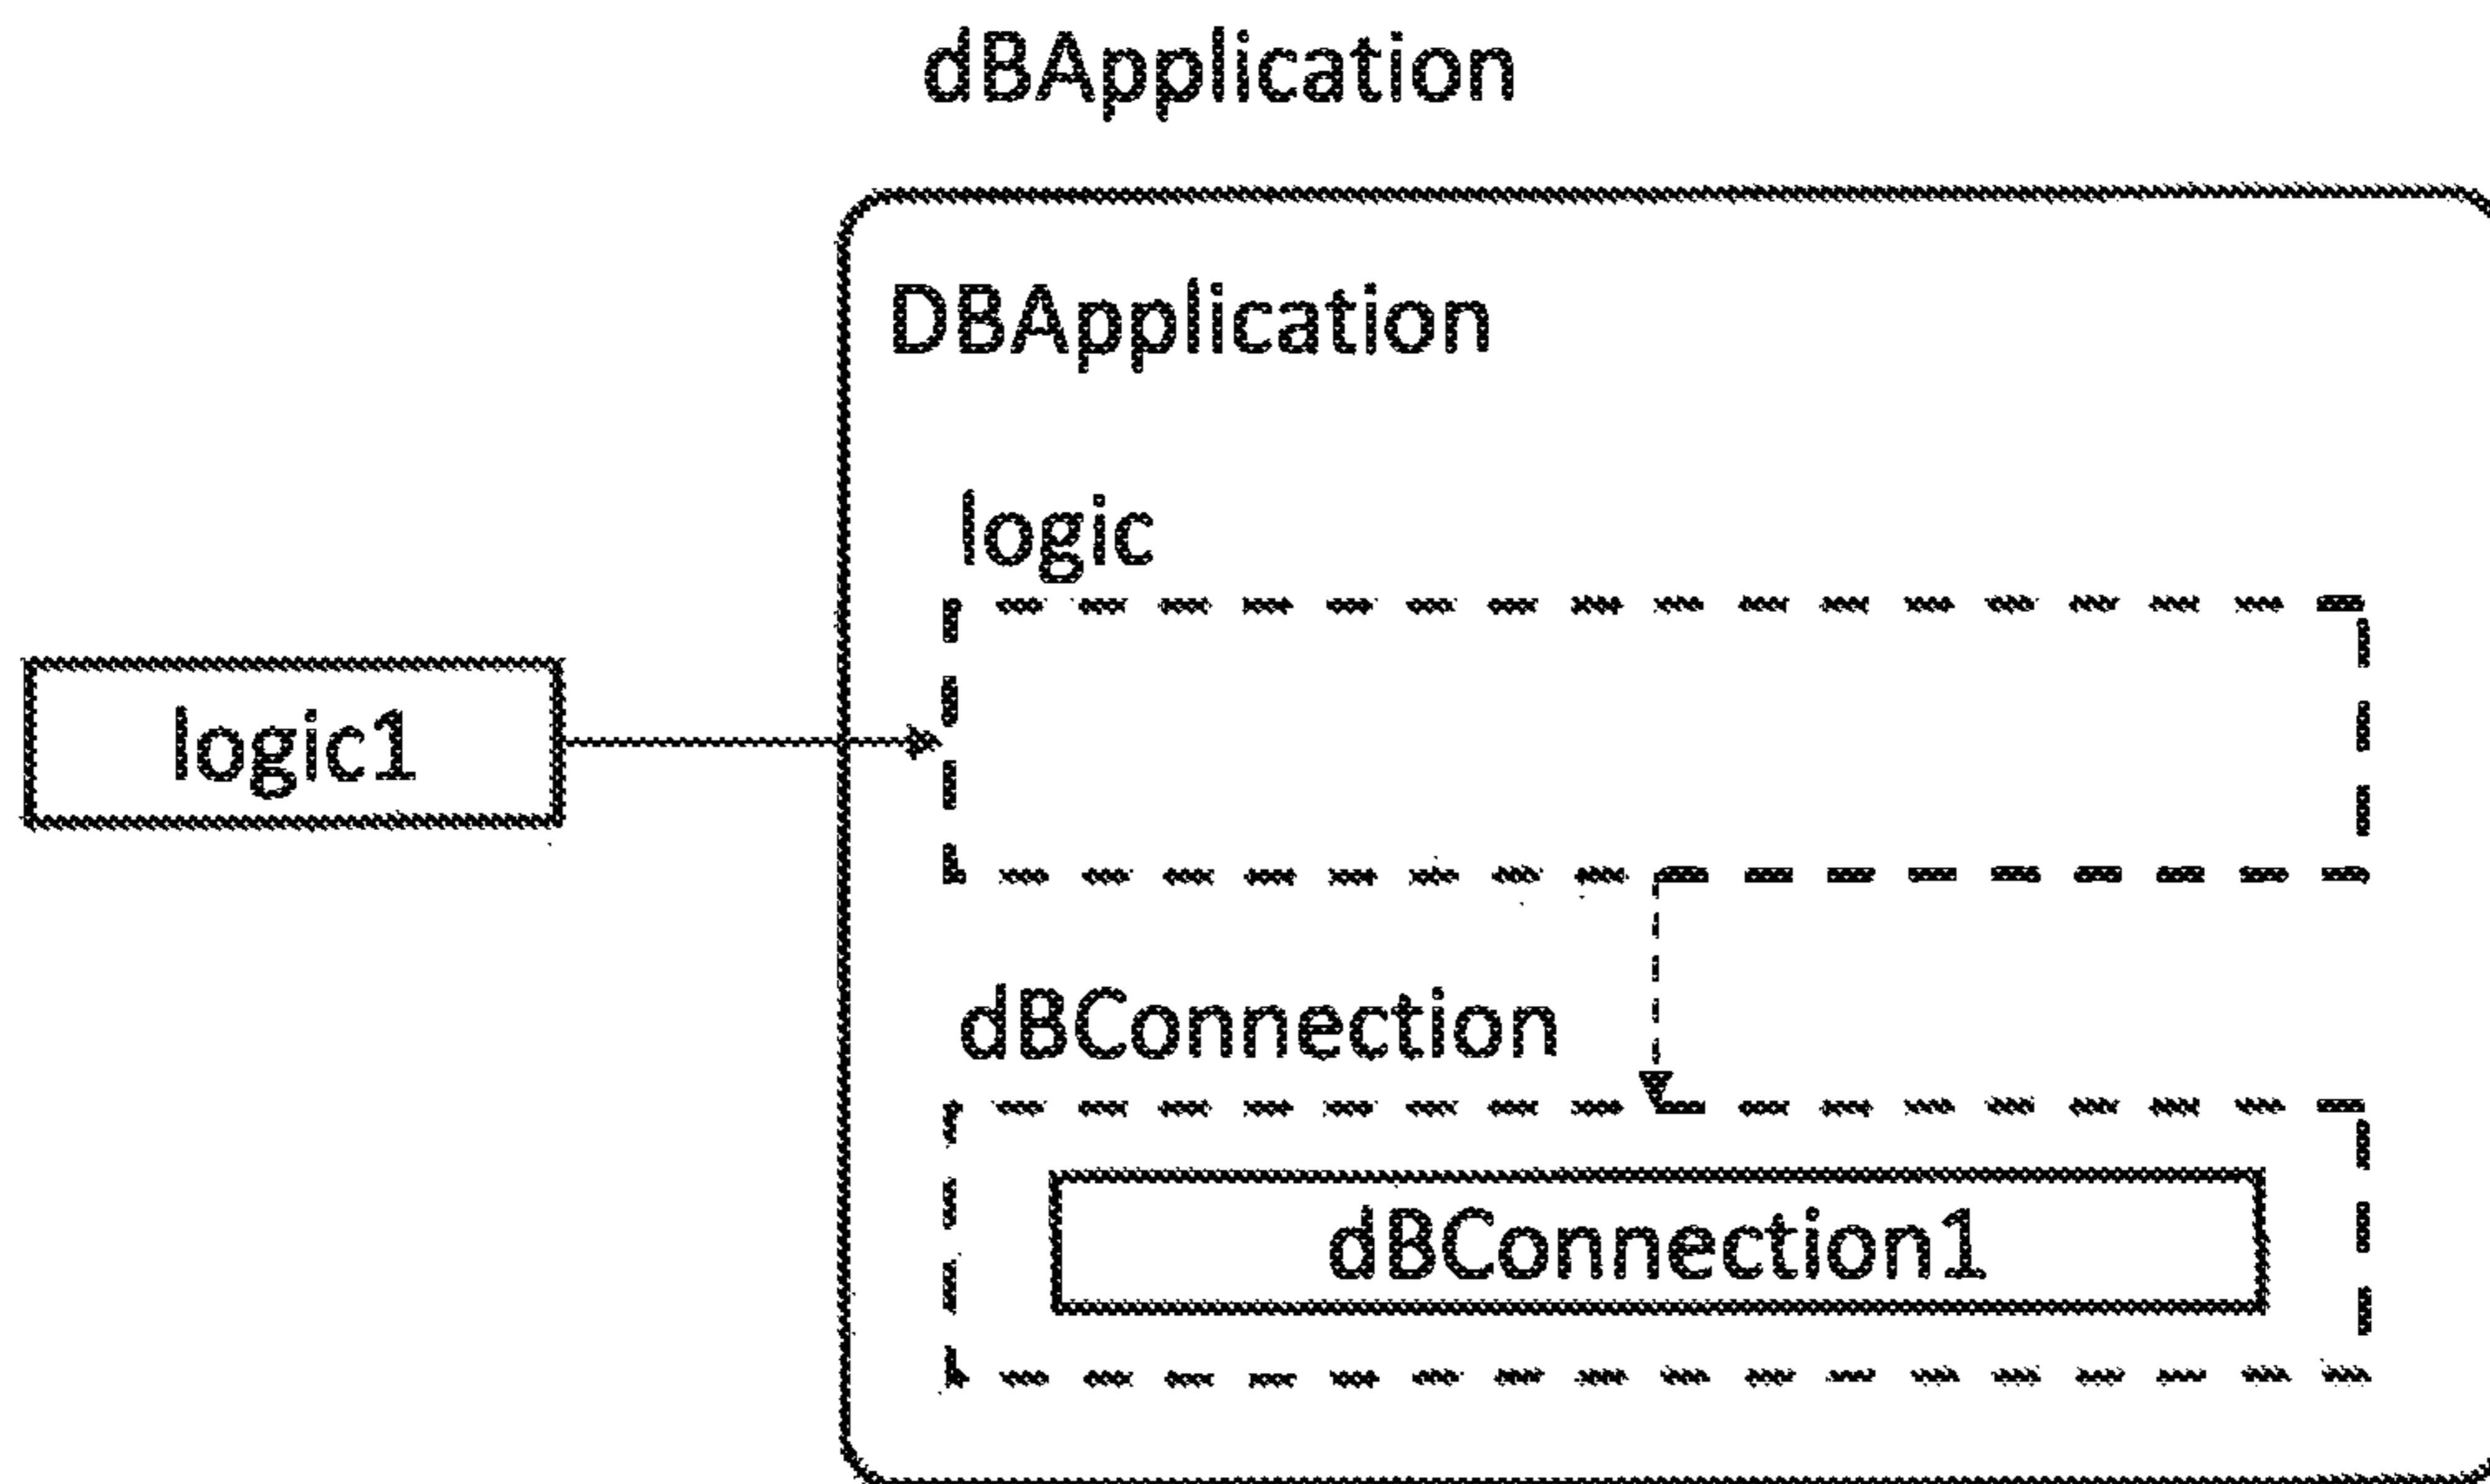 dBApplication
DBApplication
logic
logic1
dBConnection
dBConnection1